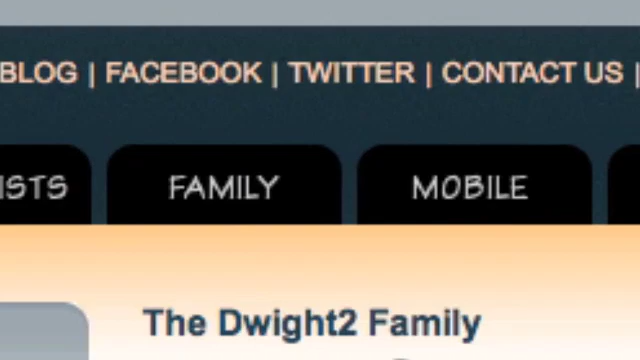 BLOG | FACEBOOK | TWITTER | CONTACT US |
FAMILY MOBILE
The Dwight2 Family